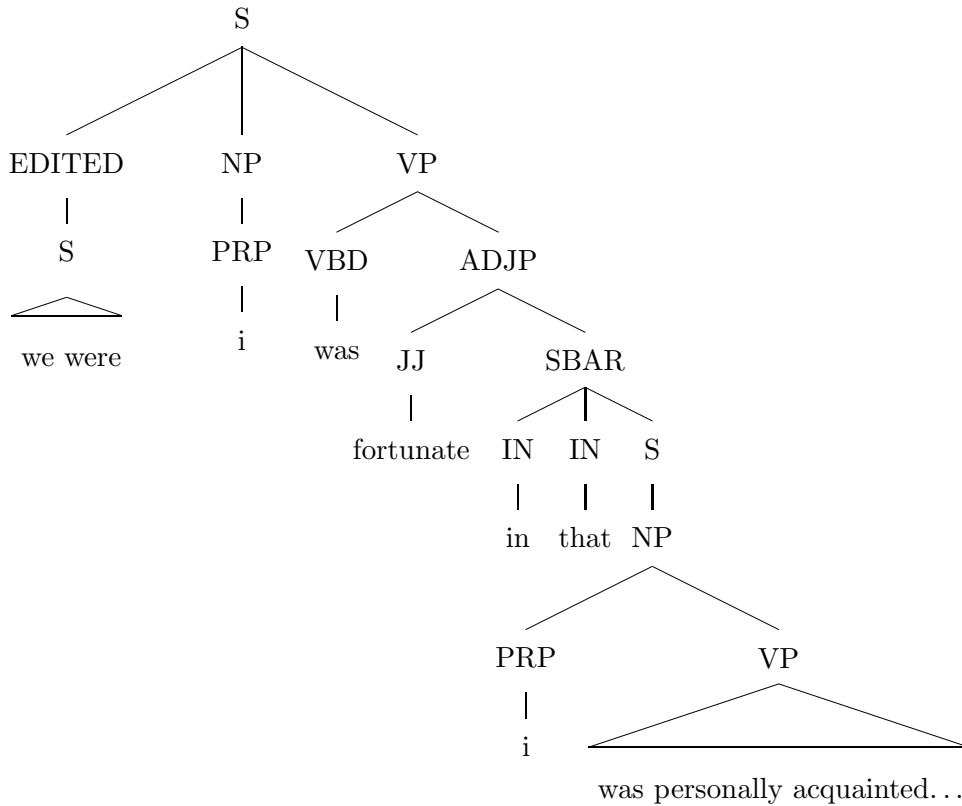 S
EDITED NP VP
S PRP VBD ADJP
we were i was JJ SBAR
fortunate IN IN S
in that NP
PRP VP
i
was personally acquainted...